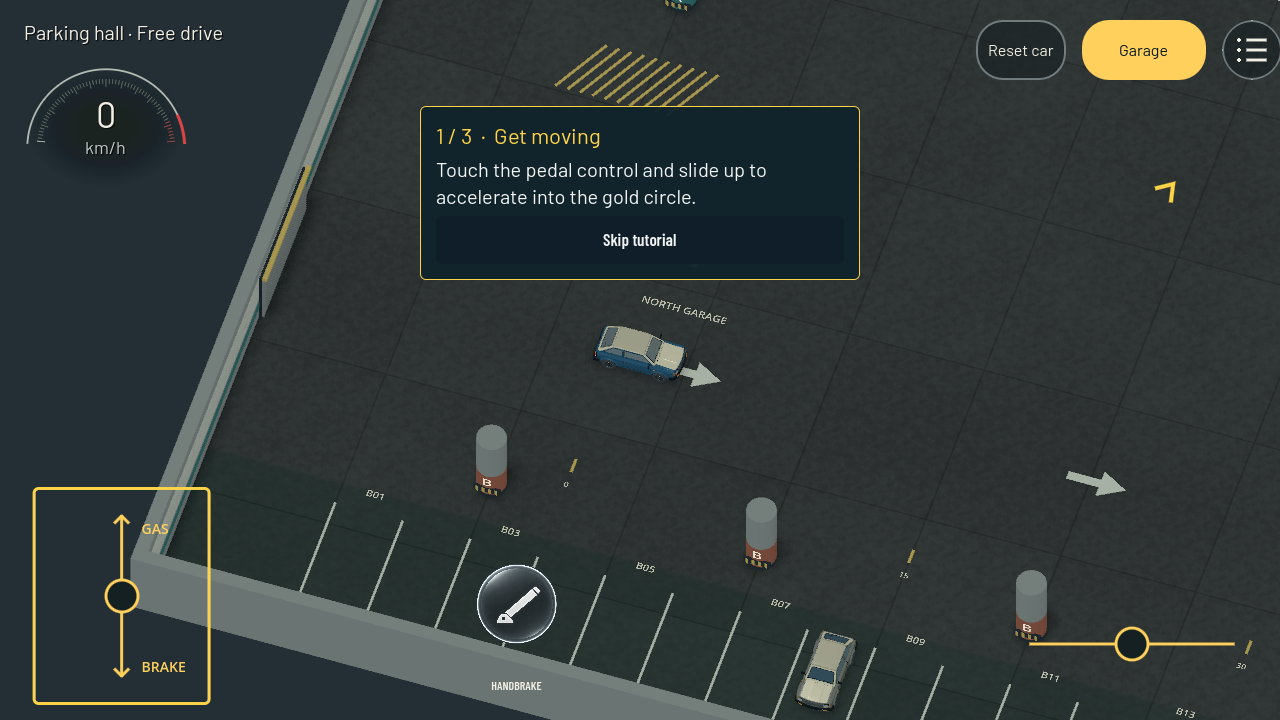 Parking hall · Free drive
Reset car
Garage
0
km/h
1 / 3 · Get moving
Touch the pedal control and slide up to
accelerate into the gold circle.
Skip tutorial
NORTH GARAGE
B
B01
0
GAS
B03
B
15
B05
B07
B
BRAKE
B09
30
B11
HANDBRAKE
B13